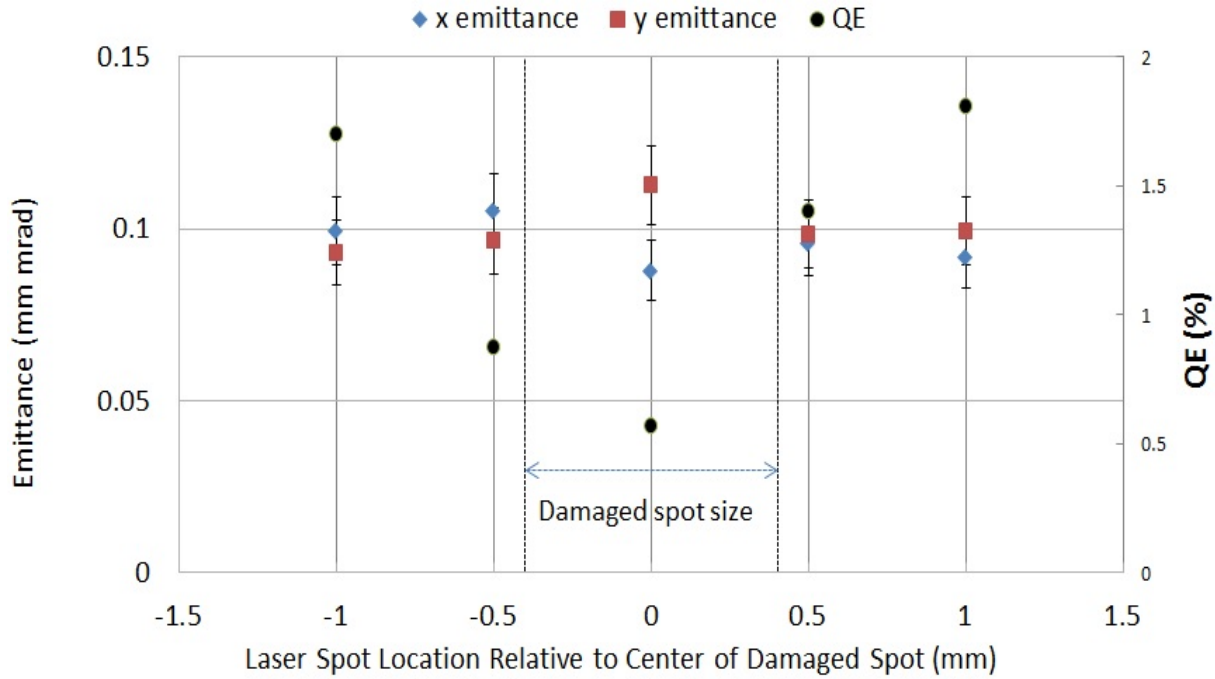 x emittance y emittance QE
0.15
0.1
0.05
0
Emittance (mm mrad)
2
1.5
1
0.5
0
QE (%)
Damaged spot size
-1.5 -1 -0.5 0 0.5 1 1.5
Laser Spot Location Relative to Center of Damaged Spot (mm)